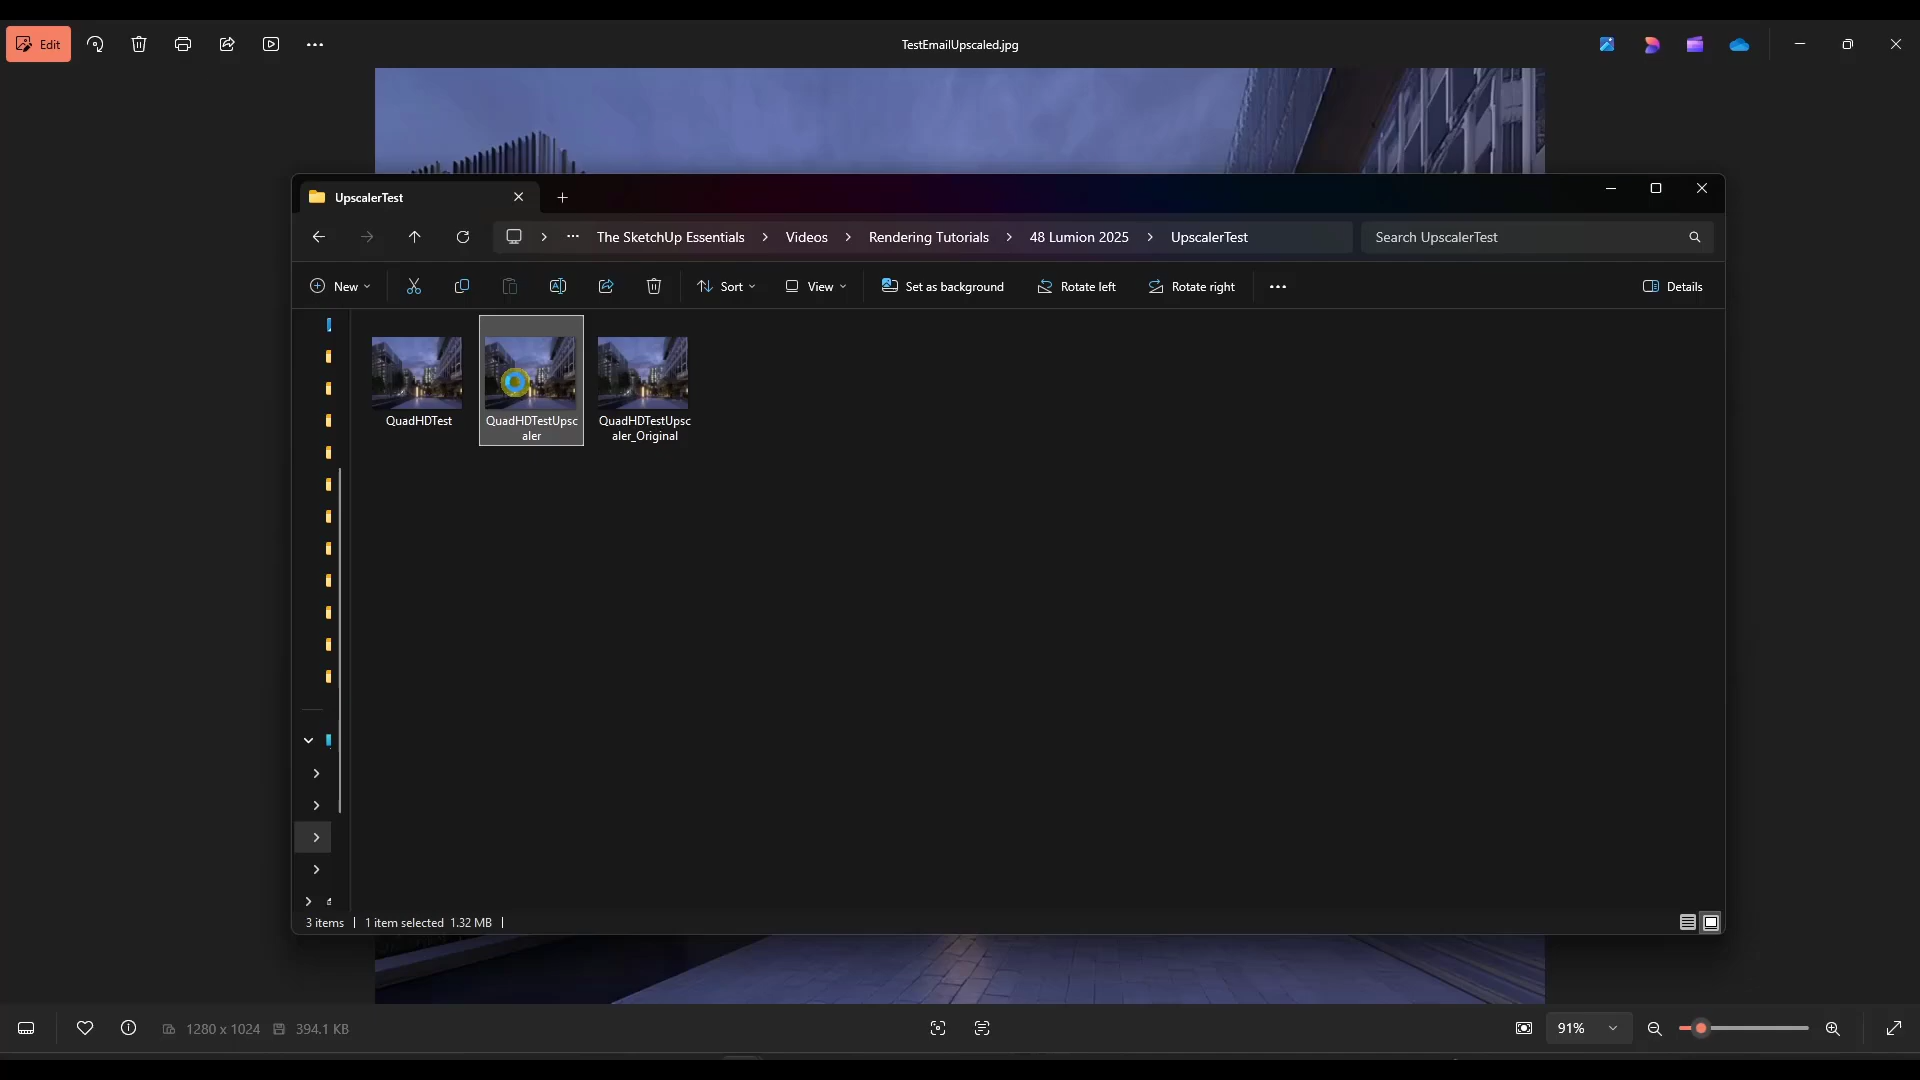 Edit
TestEmailUpscaled.jpg
UpscalerTest
The SketchUp Essentials
Videos
Rendering Tutorials
48 Lumion 2025
UpscalerTest
Search UpscalerTest
New
Sort
View
Set as background
Rotate left
Rotate right
Details
QuadHDTest
QuadHDTestUpsc
aler
QuadHDTestUpsc
aler_Original
3 items
1 item selected 1.32 MB
1280 x 1024
394.1 KB
91%